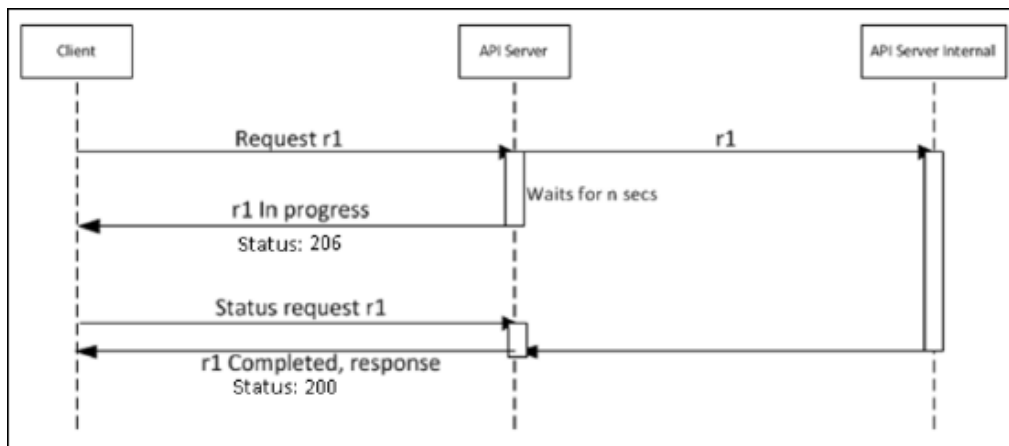 Client
API Server
API Server Internal
Request r1
r1
Waits for n secs
r1 In progress
Status: 206
Status request r1
r1 Completed, response
Status: 200